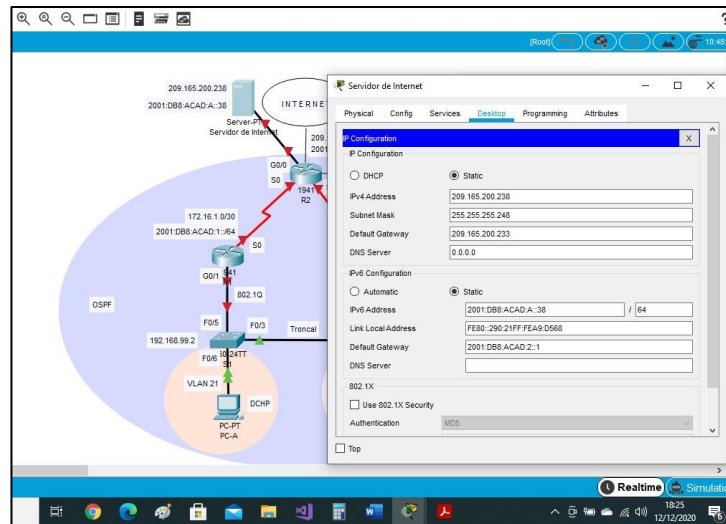 [Root]
10:48:
209.165.200.238
2001:DB8:ACAD:A::38
Server-PT
Servidor de Internet
INTERNET
209.
2001:
G0/0
S0
1941
R2
172.16.1.0/30
2001:DB8:ACAD:1::/64
S0
G0/1
941
802.1Q
OSPF
F0/5
F0/3
Troncal
192.168.99.2
24TT
S1
F0/6
VLAN 21
DCHP
PC-PT
PC-A
Servidor de Internet
Physical Config Services Desktop Programming Attributes
IP Configuration X
IP Configuration
DHCP Static
IPv4 Address 209.165.200.238
Subnet Mask 255.255.255.248
Default Gateway 209.165.200.233
DNS Server 0.0.0.0
IPv6 Configuration
Automatic Static
IPv6 Address 2001:DB8:ACAD:A::38 / 64
Link Local Address FE80::290:21FF:FEA9:D568
Default Gateway 2001:DB8:ACAD:2::1
DNS Server
802.1X
Use 802.1X Security
Authentication MD5
Top
Realtime Simulati
18:25
12/12/2020